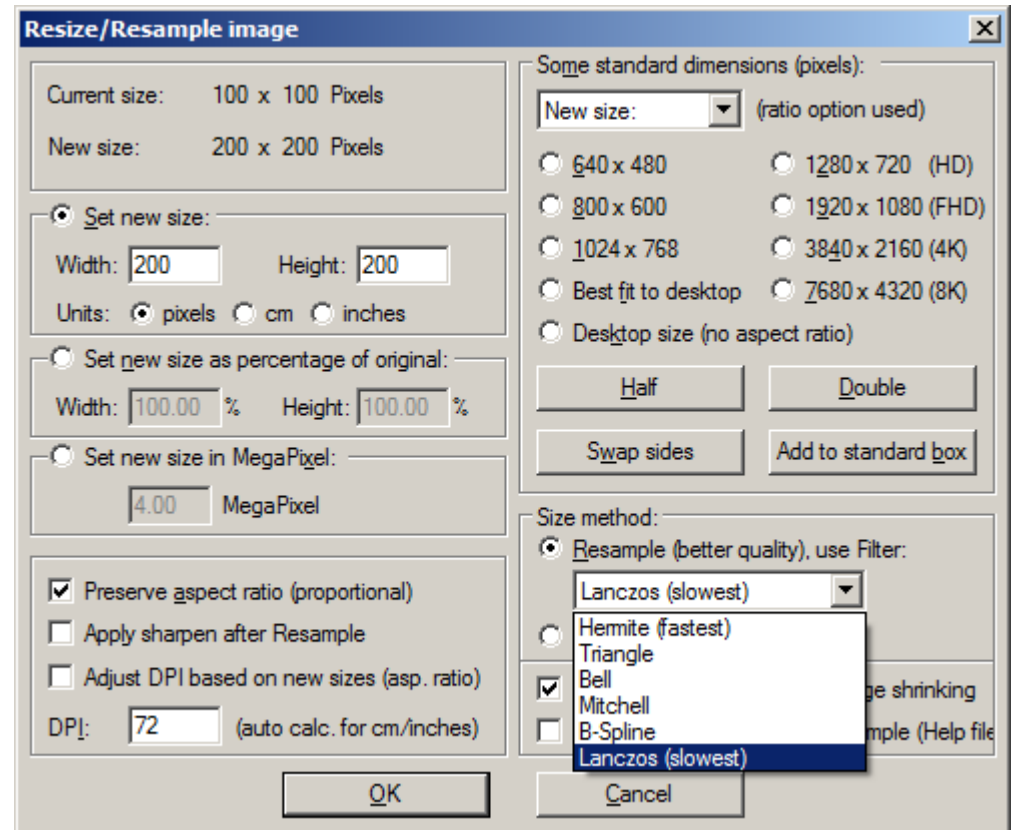 Resize/Resample image
Current size: 100 x 100 Pixels
New size: 200 x 200 Pixels
Set new size:
Width: 200 Height: 200
Units: pixels cm inches
Set new size as percentage of original:
Width: 100.00 % Height: 100.00 %
Set new size in MegaPixel:
4.00 MegaPixel
Preserve aspect ratio (proportional)
Apply sharpen after Resample
Adjust DPI based on new sizes (asp. ratio)
DPI: 72 (auto calc. for cm/inches)
OK
Some standard dimensions (pixels):
New size: (ratio option used)
640 x 480 1280 x 720 (HD)
800 x 600 1920 x 1080 (FHD)
1024 x 768 3840 x 2160 (4K)
Best fit to desktop 7680 x 4320 (8K)
Desktop size (no aspect ratio)
Half Double
Swap sides Add to standard box
Size method:
Resample (better quality), use Filter:
Lanczos (slowest)
Hermite (fastest)
Triangle
Bell
Mitchell
B-Spline
Lanczos (slowest)
shrinking
(Help file
Cancel